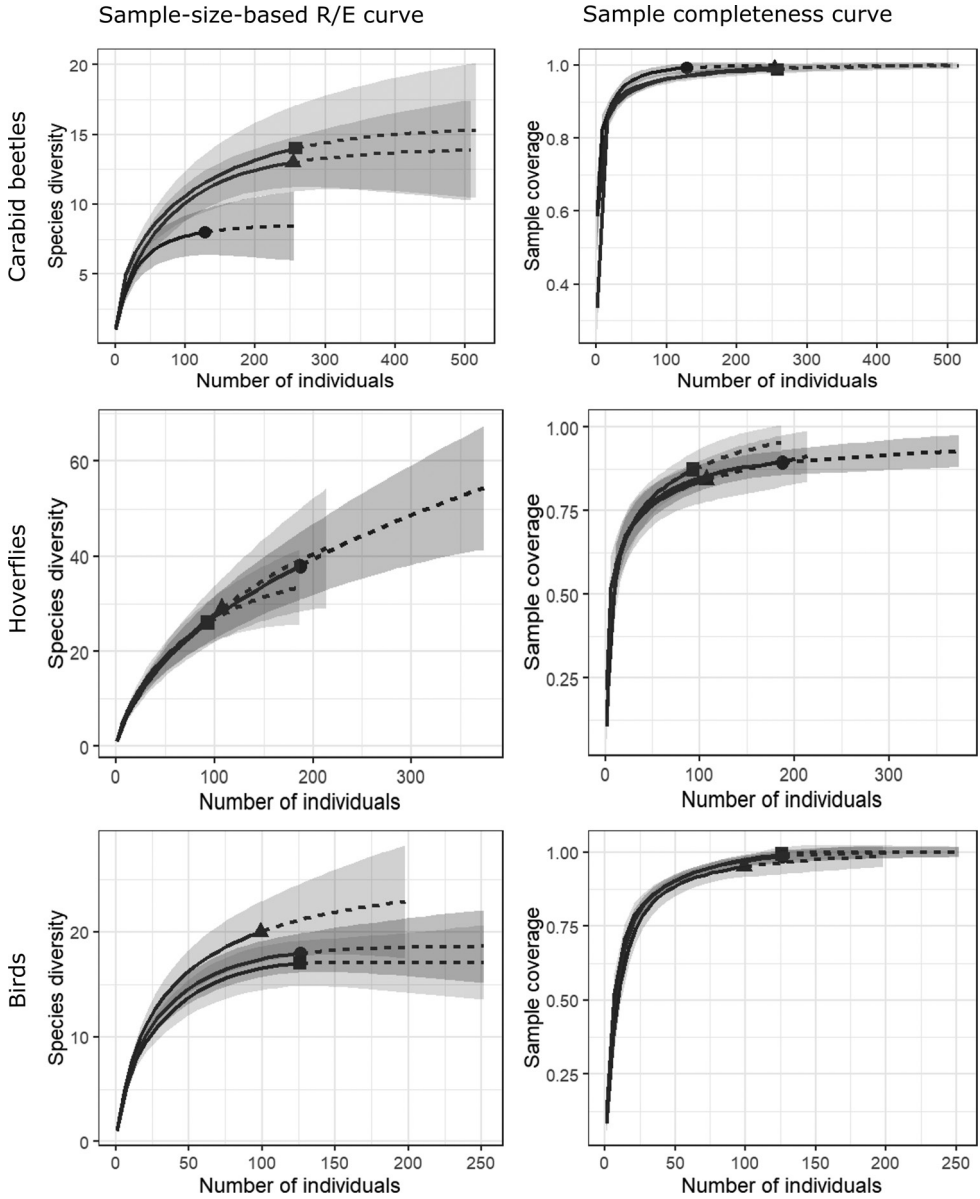 Sample-size-based R/E curve
Sample completeness curve
Carabid beetles
Species diversity
20
15
10
5
0 100 200 300 400 500
Number of individuals
Sample coverage
1.0
0.8
0.6
0.4
0 100 200 300 400 500
Number of individuals
Hoverflies
Species diversity
60
40
20
0
0 100 200 300
Number of individuals
Sample coverage
1.00
0.75
0.50
0.25
0 100 200 300
Number of individuals
Birds
Species diversity
20
10
0
0 50 100 150 200 250
Number of individuals
Sample coverage
1.00
0.75
0.50
0.25
0 50 100 150 200 250
Number of individuals